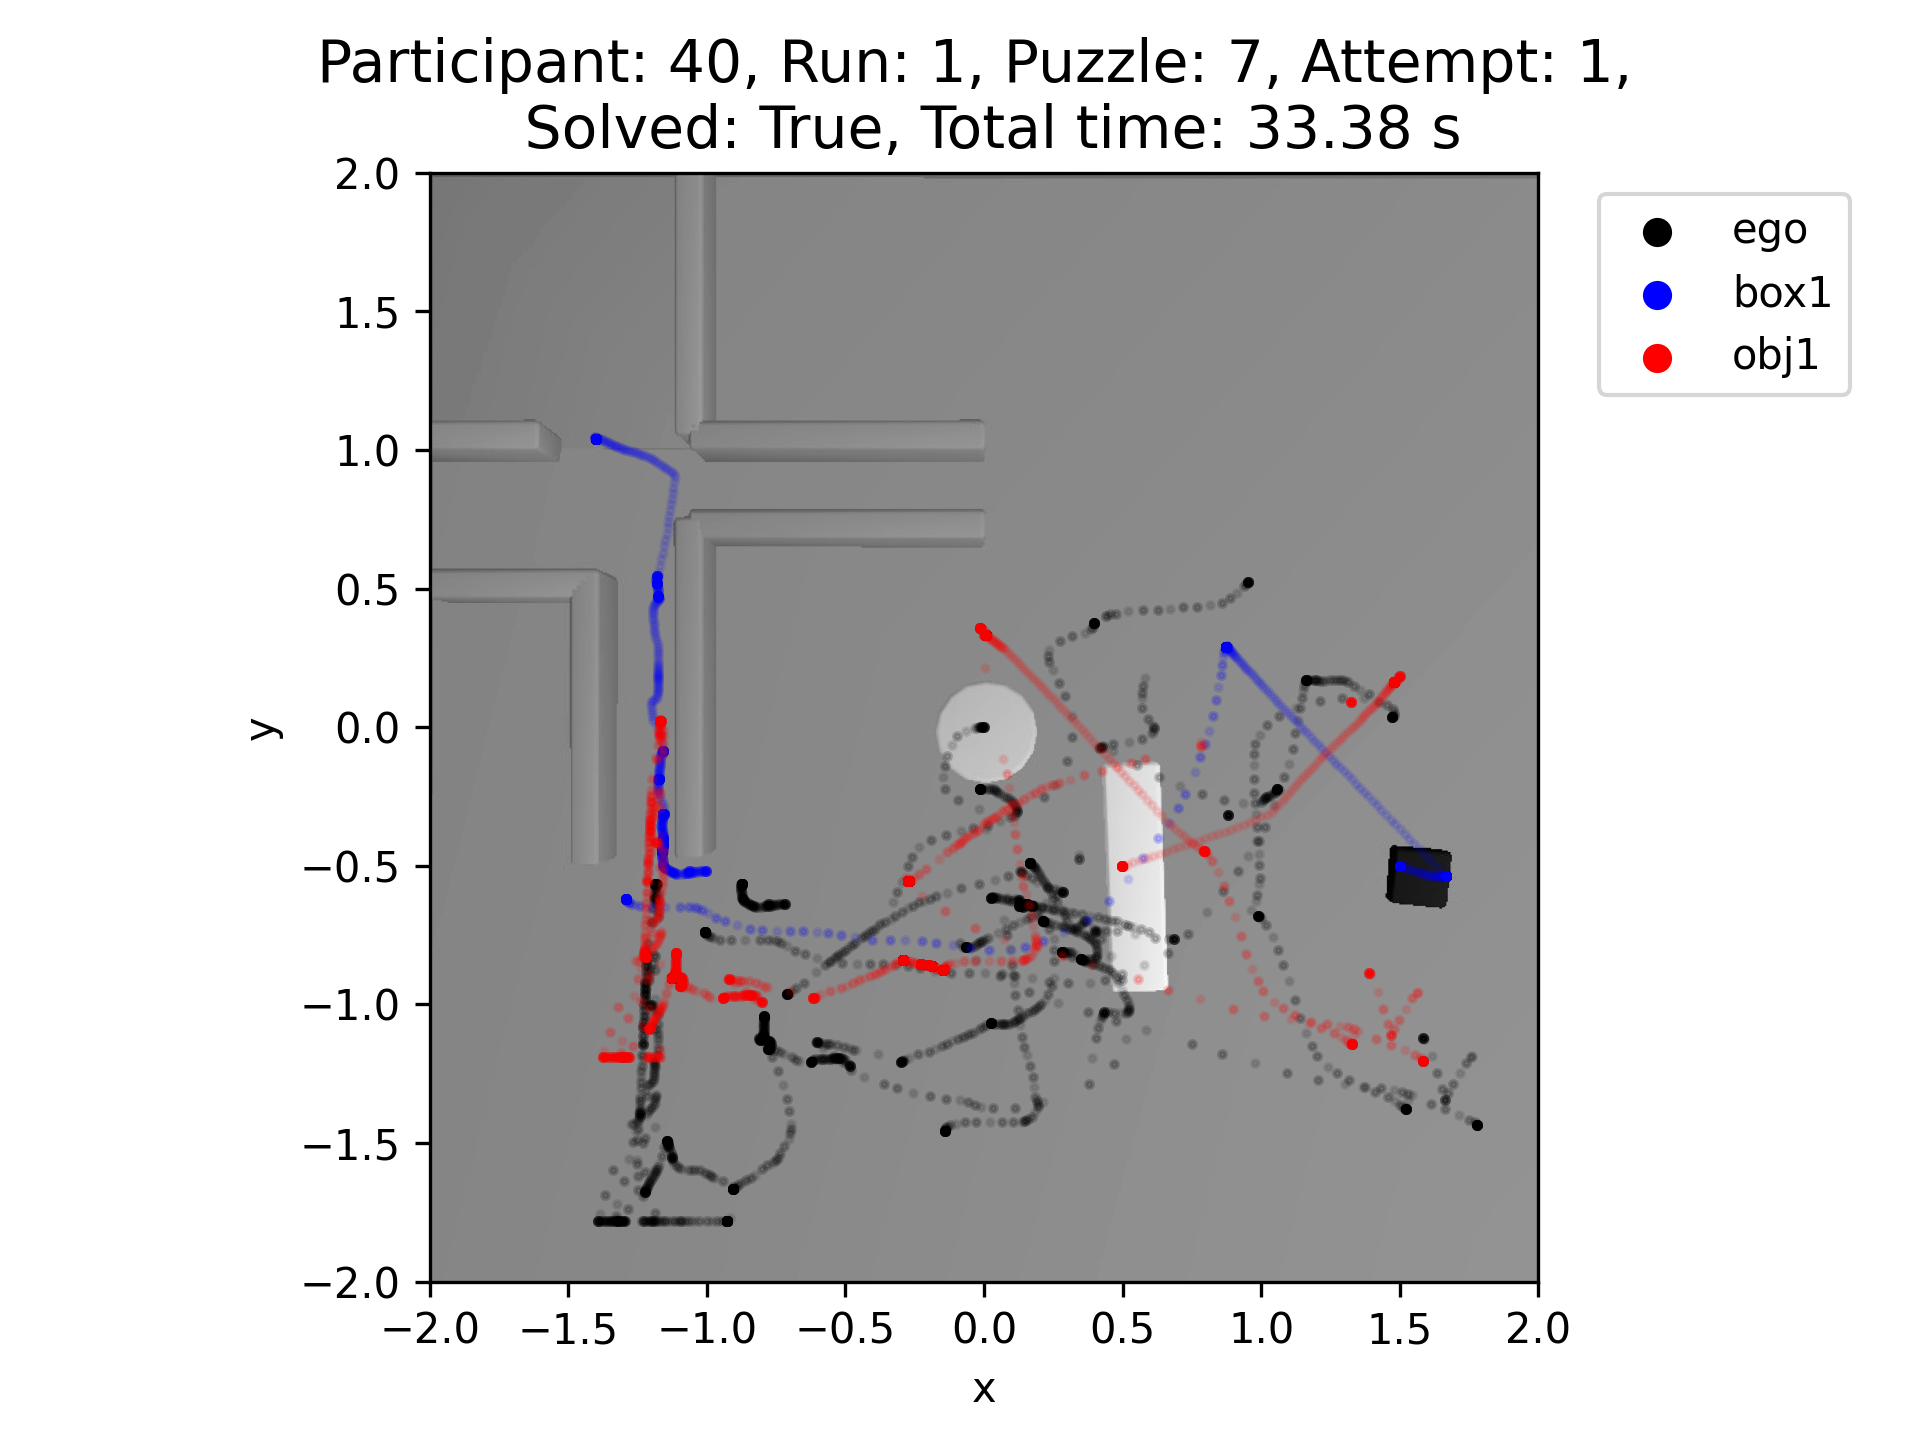 Participant: 40, Run: 1, Puzzle: 7, Attempt: 1,
Solved: True, Total time: 33.38 s
ego
box1
obj1
2.0
1.5
1.0
0.5
0.0
−0.5
−1.0
−1.5
−2.0
y
−2.0 −1.5 −1.0 −0.5 0.0 0.5 1.0 1.5 2.0
x